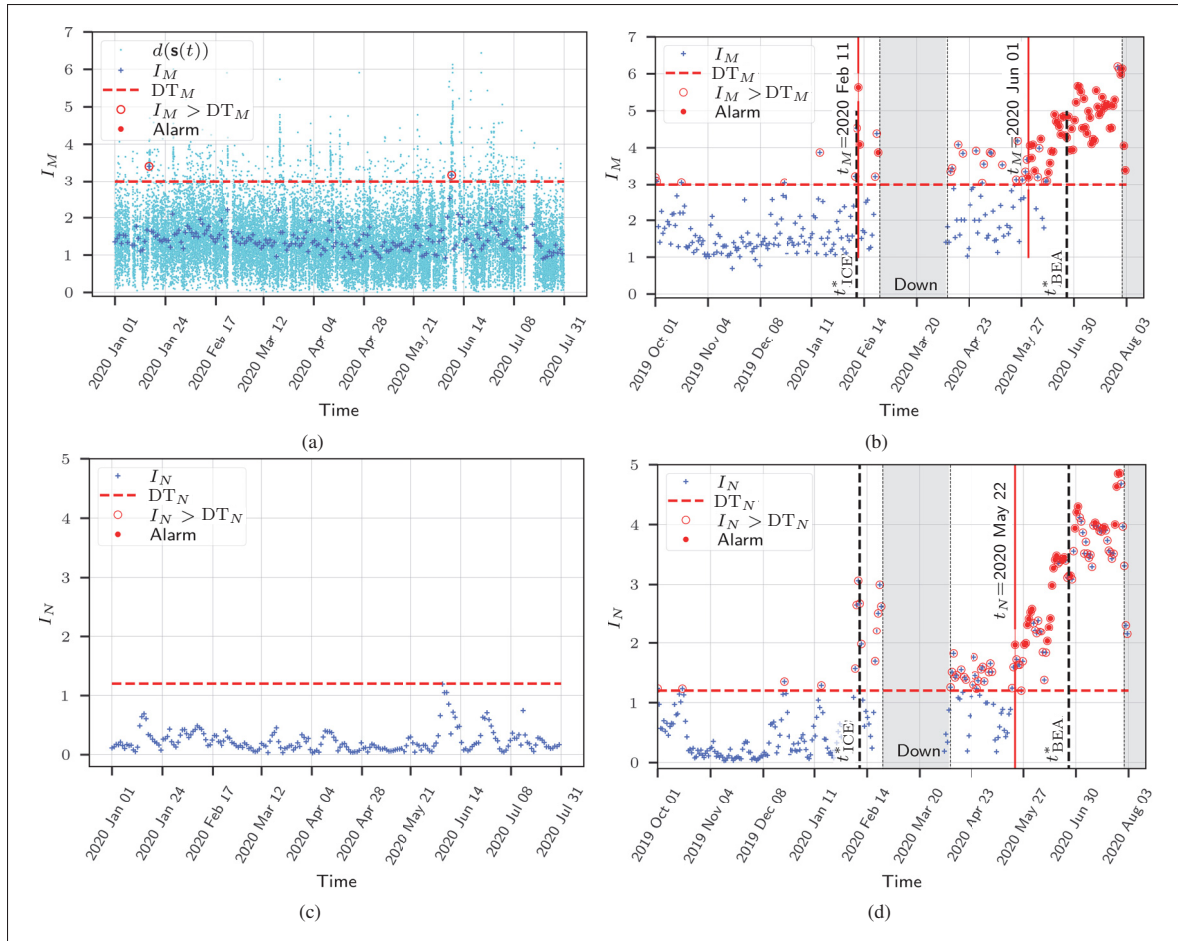 7
6
5
4
3
2
1
0
I_M
d(s(t))
I_M
DT_M
I_M > DT_M
Alarm
2020 Jan 01
2020 Jan 24
2020 Feb 17
2020 Mar 12
2020 Apr 04
2020 Apr 28
2020 May 21
2020 Jun 14
2020 Jul 08
2020 Jul 31
Time
(a)
7
6
5
4
3
2
1
0
I_M
I_M
DT_M
I_M > DT_M
Alarm
t_M=2020 Feb 11
t_M=2020 Jun 01
t*_ICE
Down
t*_BEA
2019 Oct 01
2019 Nov 04
2019 Dec 08
2020 Jan 11
2020 Feb 14
2020 Mar 20
2020 Apr 23
2020 May 27
2020 Jun 30
2020 Aug 03
Time
(b)
5
4
3
2
1
0
I_N
I_N
DT_N
I_N > DT_N
Alarm
2020 Jan 01
2020 Jan 24
2020 Feb 17
2020 Mar 12
2020 Apr 04
2020 Apr 28
2020 May 21
2020 Jun 14
2020 Jul 08
2020 Jul 31
Time
(c)
5
4
3
2
1
0
I_N
I_N
DT_N
I_N > DT_N
Alarm
t_N=2020 May 22
t*_ICE
Down
t*_BEA
2019 Oct 01
2019 Nov 04
2019 Dec 08
2020 Jan 11
2020 Feb 14
2020 Mar 20
2020 Apr 23
2020 May 27
2020 Jun 30
2020 Aug 03
Time
(d)